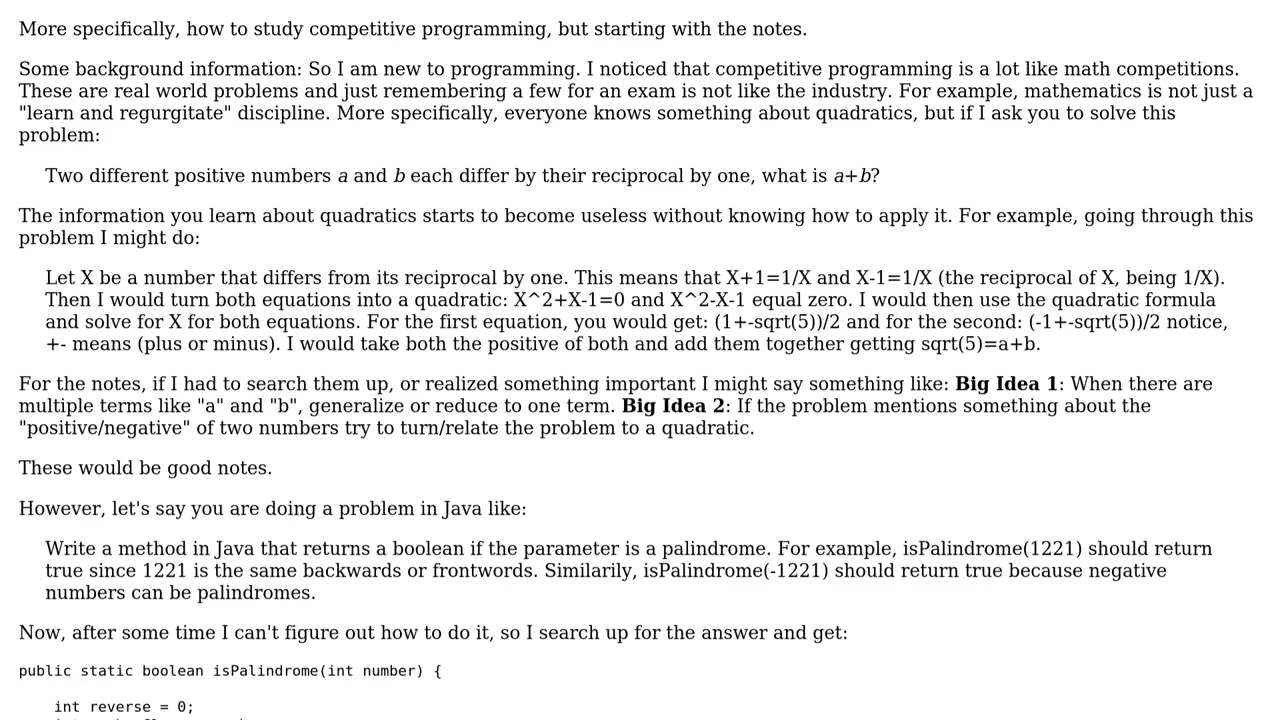 More specifically, how to study competitive programming, but starting with the notes.
Some background information: So I am new to programming. I noticed that competitive programming is a lot like math competitions.
These are real world problems and just remembering a few for an exam is not like the industry. For example, mathematics is not just a
"learn and regurgitate" discipline. More specifically, everyone knows something about quadratics, but if I ask you to solve this
problem:
Two different positive numbers a and b each differ by their reciprocal by one, what is a+b?
The information you learn about quadratics starts to become useless without knowing how to apply it. For example, going through this
problem I might do:
Let X be a number that differs from its reciprocal by one. This means that X+1=1/X and X-1=1/X (the reciprocal of X, being 1/X).
Then I would turn both equations into a quadratic: X^2+X-1=0 and X^2-X-1 equal zero. I would then use the quadratic formula
and solve for X for both equations. For the first equation, you would get: (1+-sqrt(5))/2 and for the second: (-1+-sqrt(5))/2 notice,
+- means (plus or minus). I would take both the positive of both and add them together getting sqrt(5)=a+b.
For the notes, if I had to search them up, or realized something important I might say something like: Big Idea 1: When there are
multiple terms like "a" and "b", generalize or reduce to one term. Big Idea 2: If the problem mentions something about the
"positive/negative" of two numbers try to turn/relate the problem to a quadratic.
These would be good notes.
However, let's say you are doing a problem in Java like:
Write a method in Java that returns a boolean if the parameter is a palindrome. For example, isPalindrome(1221) should return
true since 1221 is the same backwards or frontwords. Similarily, isPalindrome(-1221) should return true because negative
numbers can be palindromes.
Now, after some time I can't figure out how to do it, so I search up for the answer and get:
public static boolean isPalindrome(int number) {
int reverse = 0;